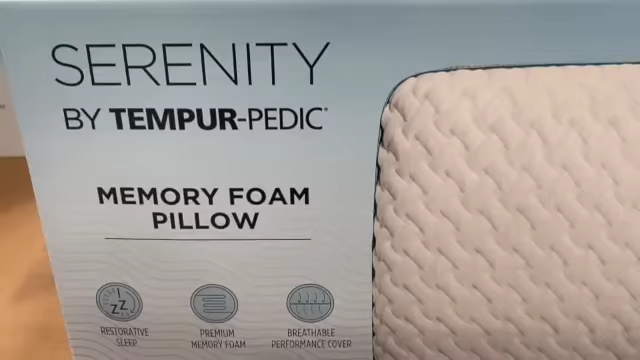 SERENITY
BY TEMPUR-PEDIC®
MEMORY FOAM
PILLOW
RESTORATIVE
SLEEP
PREMIUM
MEMORY FOAM
BREATHABLE
PERFORMANCE COVER